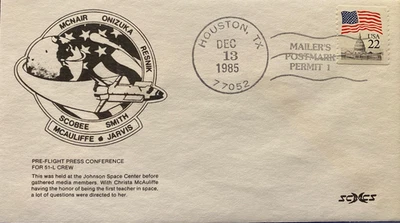 McNAIR ONIZUKA RESNIK
SCOBEE SMITH
McAULIFFE JARVIS
PRE-FLIGHT PRESS CONFERENCE
FOR 51-L CREW
This was held at the Johnson Space Center before
gathered media members. With Christa McAuliffe
having the honor of being the first teacher in space,
a lot of questions were directed to her.
HOUSTON, TX
DEC
13
1985
77052
MAILER'S
POSTMARK
PERMIT 1
USA
22